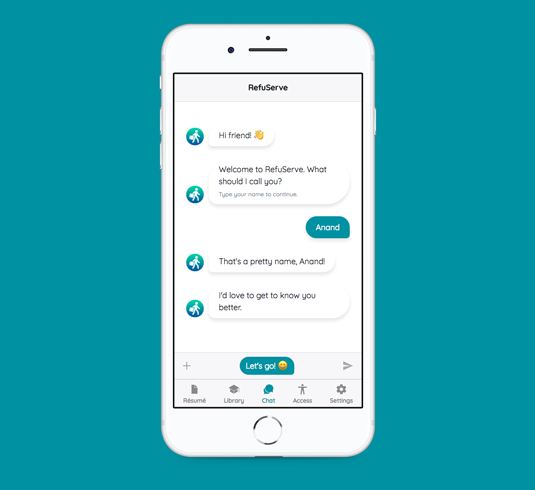 RefuServe
Hi friend! 👋
Welcome to RefuServe. What
should I call you?
Type your name to continue.
Anand
That's a pretty name, Anand!
I'd love to get to know you
better.
Let's go! 😀
Résumé
Library
Chat
Access
Settings